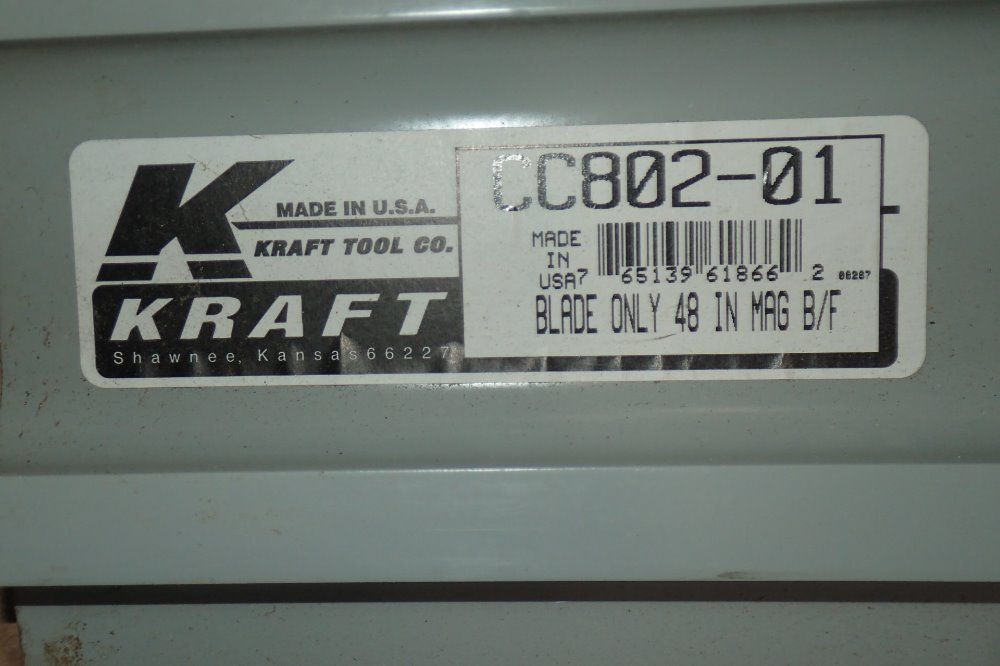 K
MADE IN U.S.A.
KRAFT TOOL CO.
KRAFT
Shawnee, Kansas 66227
CC802-01
MADE
IN
USA
7 65139 61866 2
08207
BLADE ONLY 48 IN MAG B/F